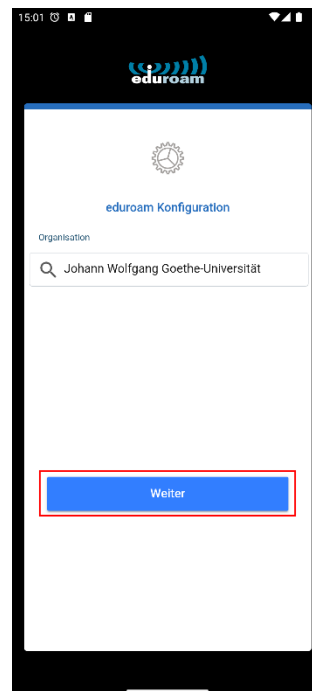 15:01
eduroam
eduroam Konfiguration
Organisation
Johann Wolfgang Goethe-Universität
Weiter